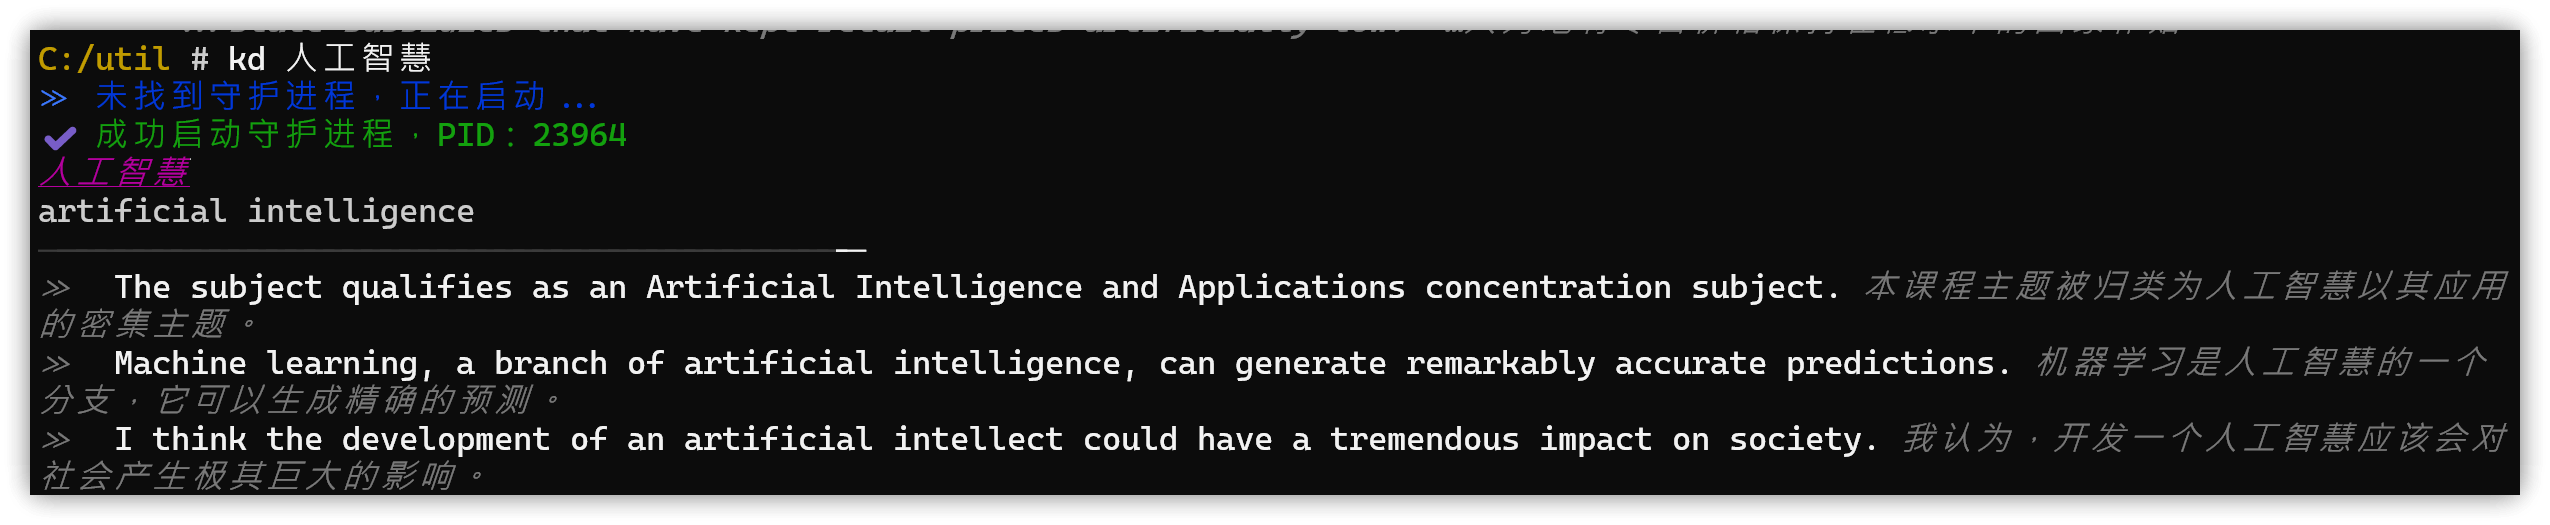 C:/util # kd 人工智慧
≫ 未找到守护进程，正在启动...
✔ 成功启动守护进程，PID：23964
人工智慧
artificial intelligence
≫ The subject qualifies as an Artificial Intelligence and Applications concentration subject. 本课程主题被归类为人工智慧以其应用
的密集主题。
≫ Machine learning, a branch of artificial intelligence, can generate remarkably accurate predictions. 机器学习是人工智慧的一个
分支，它可以生成精确的预测。
≫ I think the development of an artificial intellect could have a tremendous impact on society. 我认为，开发一个人工智慧应该会对
社会产生极其巨大的影响。